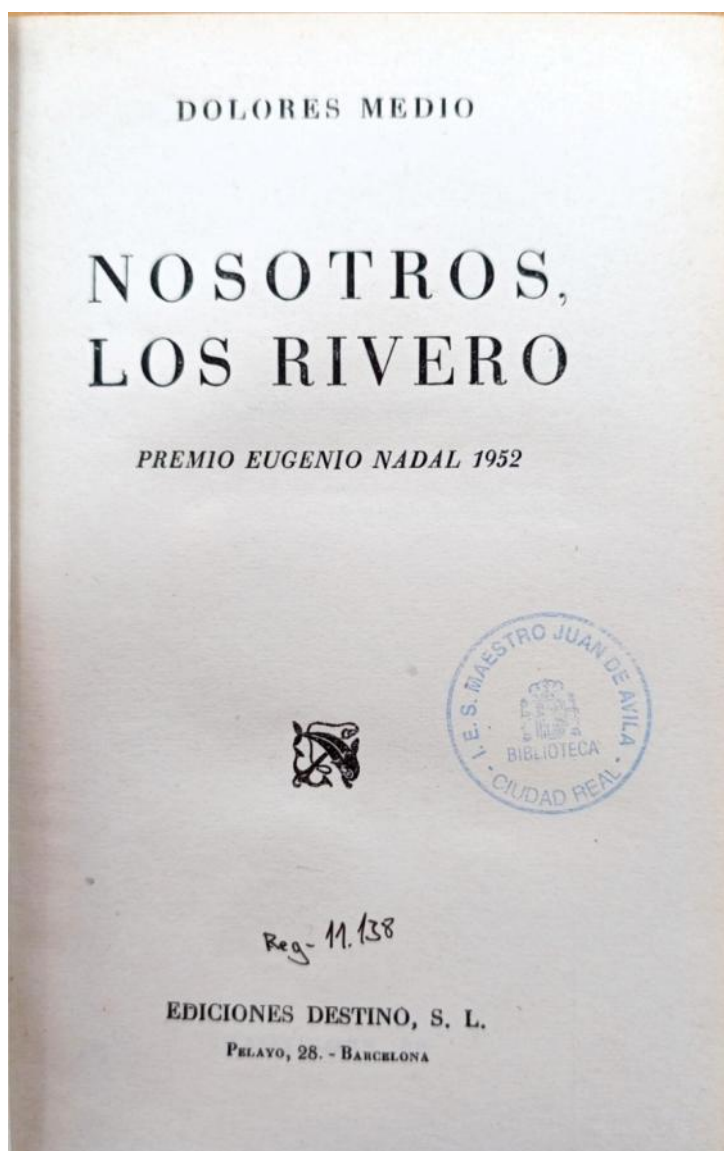 DOLORES MEDIO
NOSOTROS,
LOS RIVERO
PREMIO EUGENIO NADAL 1952
I. E. S. MAESTRO JUAN DE AVILA
BIBLIOTECA
· CIUDAD REAL ·
Reg- 11.138
EDICIONES DESTINO, S. L.
PELAYO, 28. - BARCELONA